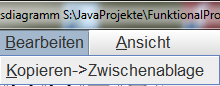 sdiagramm S:\JavaProjekte\FunktionalPro
Bearbeiten Ansicht
Kopieren->Zwischenablage